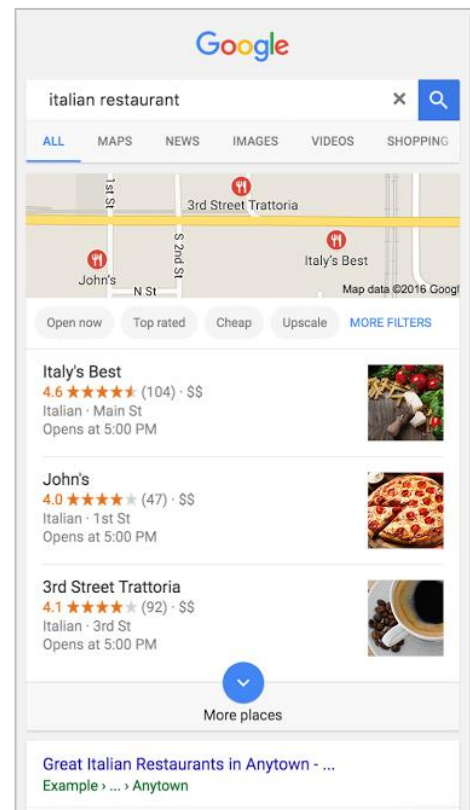 Google
italian restaurant
ALL MAPS NEWS IMAGES VIDEOS SHOPPING
1st St
3rd Street Trattoria
S 2nd St
Italy's Best
John's
N St
Map data ©2016 Googl
Open now Top rated Cheap Upscale MORE FILTERS
Italy's Best
4.6 ★★★★★ (104) · $$
Italian · Main St
Opens at 5:00 PM
John's
4.0 ★★★★★ (47) · $$
Italian · 1st St
Opens at 5:00 PM
3rd Street Trattoria
4.1 ★★★★★ (92) · $$
Italian · 3rd St
Opens at 5:00 PM
More places
Great Italian Restaurants in Anytown - ...
Example › ... › Anytown